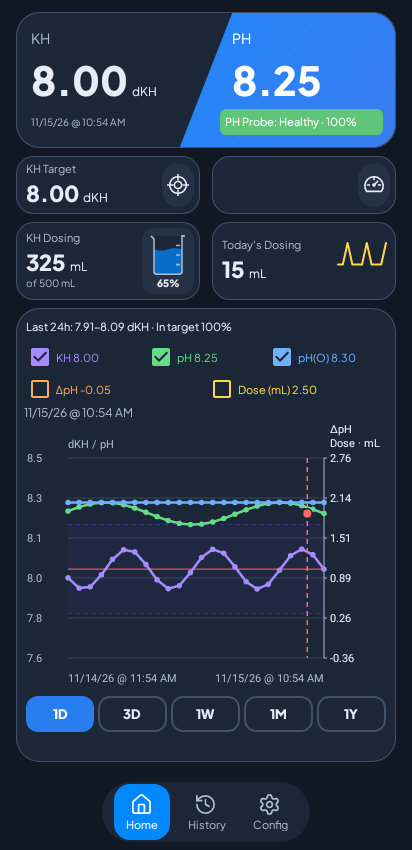 KH
PH
8.00 dKH
8.25
11/15/26 @ 10:54 AM
PH Probe: Healthy · 100%
KH Target
8.00 dKH
KH Dosing
325 mL
of 500 mL
65%
Today's Dosing
15 mL
Last 24h: 7.91–8.09 dKH · In target 100%
KH 8.00
pH 8.25
pH(O) 8.30
ΔpH -0.05
Dose (mL) 2.50
11/15/26 @ 10:54 AM
dKH / pH
ΔpH
Dose · mL
8.5
2.76
8.3
2.14
8.1
1.51
8.0
0.89
7.8
0.26
7.6
-0.36
11/14/26 @ 11:54 AM
11/15/26 @ 10:54 AM
1D
3D
1W
1M
1Y
Home
History
Config